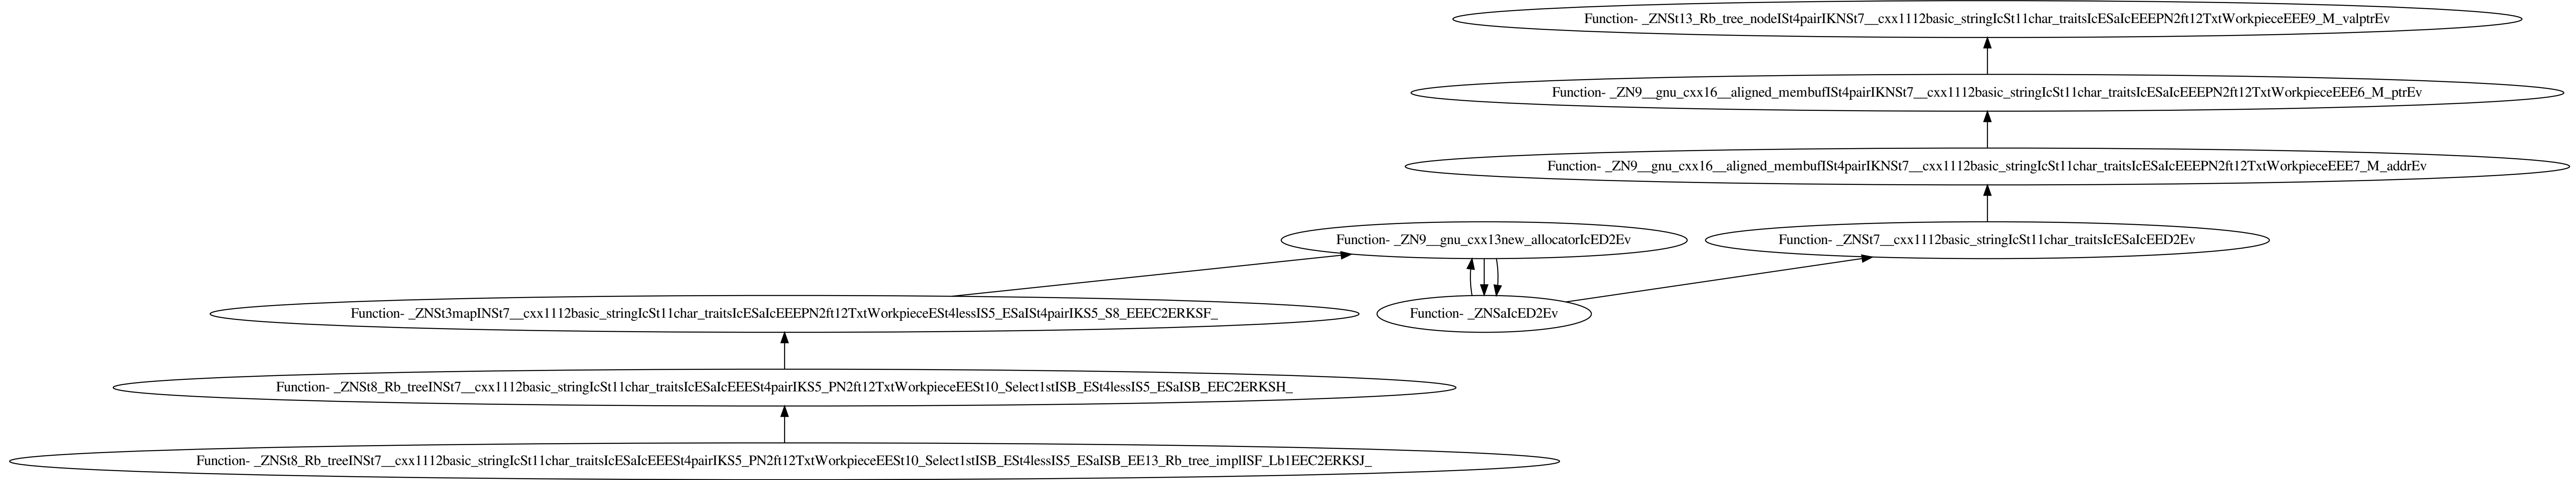 Function- _ZNSt13_Rb_tree_nodeISt4pairIKNSt7__cxx1112basic_stringIcSt11char_traitsIcESaIcEEEPN2ft12TxtWorkpieceEEE9_M_valptrEv
Function- _ZN9__gnu_cxx16__aligned_membufISt4pairIKNSt7__cxx1112basic_stringIcSt11char_traitsIcESaIcEEEPN2ft12TxtWorkpieceEEE6_M_ptrEv
Function- _ZN9__gnu_cxx16__aligned_membufISt4pairIKNSt7__cxx1112basic_stringIcSt11char_traitsIcESaIcEEEPN2ft12TxtWorkpieceEEE7_M_addrEv
Function- _ZN9__gnu_cxx13new_allocatorIcED2Ev
Function- _ZNSt7__cxx1112basic_stringIcSt11char_traitsIcESaIcEED2Ev
Function- _ZNSt3mapINSt7__cxx1112basic_stringIcSt11char_traitsIcESaIcEEEPN2ft12TxtWorkpieceESt4lessIS5_ESaISt4pairIKS5_S8_EEEC2ERKSF_
Function- _ZNSaIcED2Ev
Function- _ZNSt8_Rb_treeINSt7__cxx1112basic_stringIcSt11char_traitsIcESaIcEEESt4pairIKS5_PN2ft12TxtWorkpieceEESt10_Select1stISB_ESt4lessIS5_ESaISB_EEC2ERKSH_
Function- _ZNSt8_Rb_treeINSt7__cxx1112basic_stringIcSt11char_traitsIcESaIcEEESt4pairIKS5_PN2ft12TxtWorkpieceEESt10_Select1stISB_ESt4lessIS5_ESaISB_EE13_Rb_tree_implISF_Lb1EEC2ERKSJ_